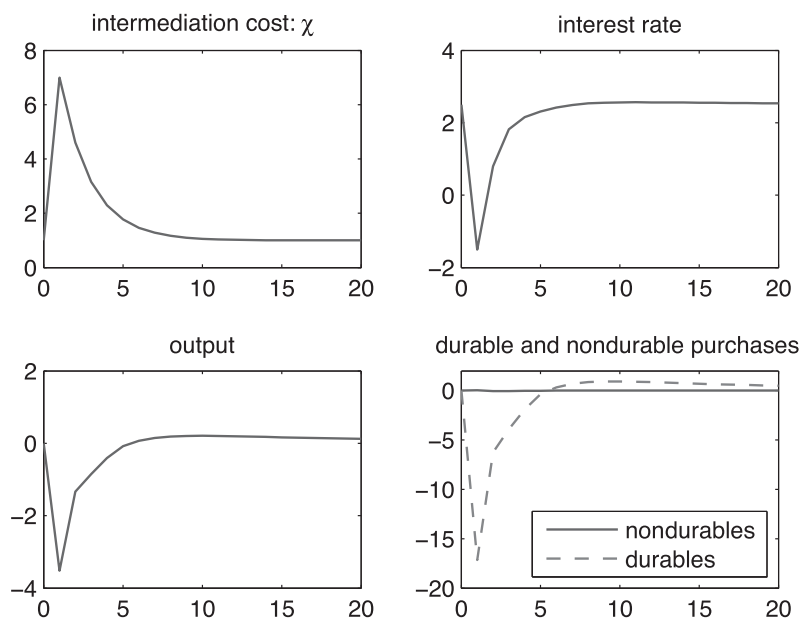 intermediation cost: χ
8
6
4
2
0
0 5 10 15 20
interest rate
4
2
0
−2
0 5 10 15 20
output
2
0
−2
−4
0 5 10 15 20
durable and nondurable purchases
0
−5
−10
−15
−20
nondurables
durables
0 5 10 15 20